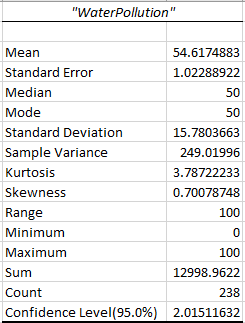 "WaterPollution"
Mean 54.6174883
Standard Error 1.02288922
Median 50
Mode 50
Standard Deviation 15.7803663
Sample Variance 249.01996
Kurtosis 3.78722233
Skewness 0.70078748
Range 100
Minimum 0
Maximum 100
Sum 12998.9622
Count 238
Confidence Level(95.0%) 2.01511632